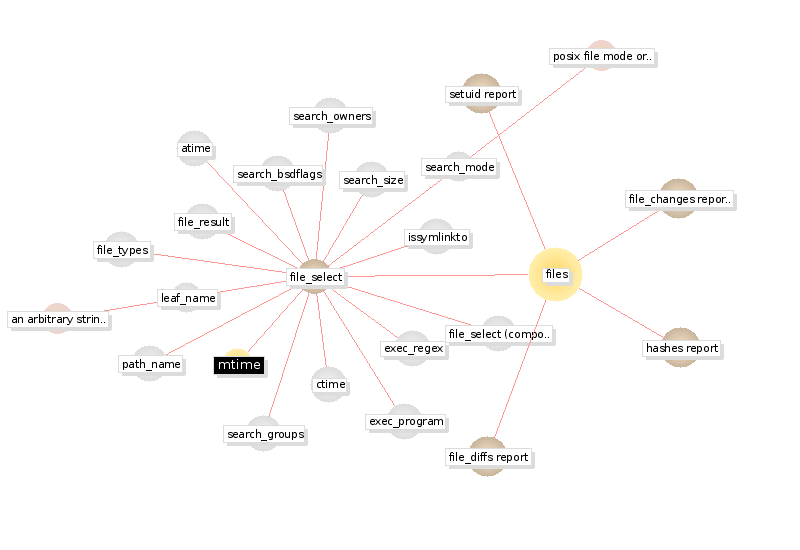 posix file mode or..
setuid report
search_owners
atime
search_bsdflags
search_size
search_mode
file_changes repor..
file_result
issymlinkto
file_types
file_select
files
leaf_name
an arbitrary strin..
file_select (compo..
exec_regex
hashes report
path_name
mtime
ctime
exec_program
search_groups
file_diffs report